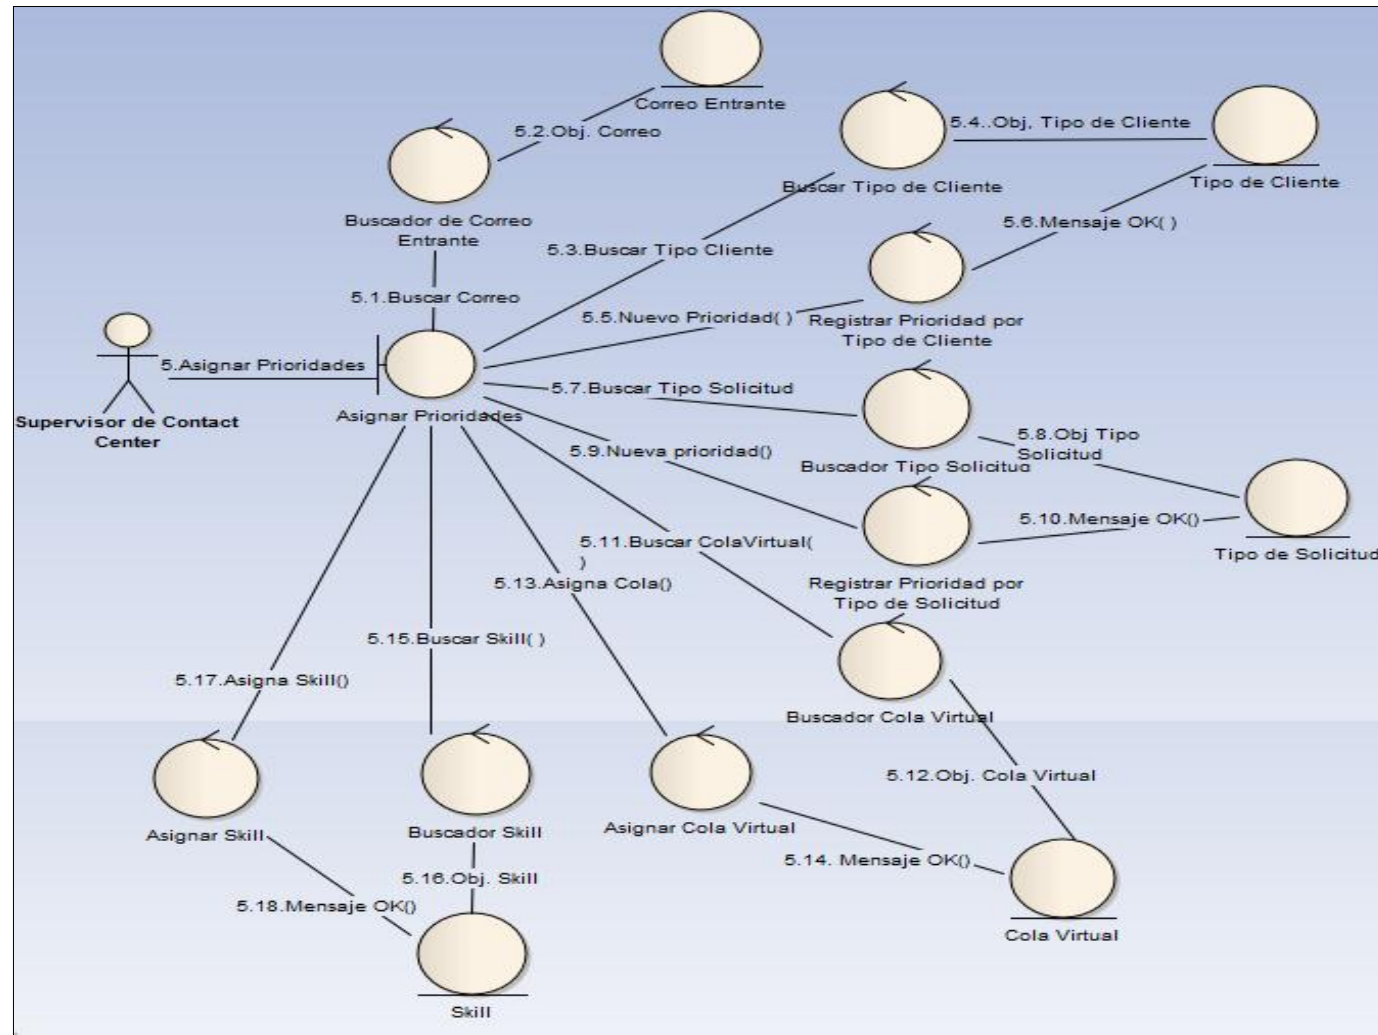 Correo Entrante
5.2.Obj. Correo
5.4..Obj, Tipo de Cliente
Buscar Tipo de Cliente
Tipo de Cliente
Buscador de Correo
Entrante
5.3.Buscar Tipo Cliente
5.6.Mensaje OK( )
5.1.Buscar Correo
5.5.Nuevo Prioridad( )
Registrar Prioridad por
Tipo de Cliente
5.Asignar Prioridades
5.7.Buscar Tipo Solicitud
Supervisor de Contact
Center
Asignar Prioridades
5.9.Nueva prioridad()
5.8.Obj Tipo
Solicitud
Buscador Tipo Solicitud
5.10.Mensaje OK()
Tipo de Solicitud
5.11.Buscar ColaVirtual(
)
5.13.Asigna Cola()
Registrar Prioridad por
Tipo de Solicitud
5.15.Buscar Skill( )
5.17.Asigna Skill()
Buscador Cola Virtual
5.12.Obj. Cola Virtual
Asignar Skill
Buscador Skill
Asignar Cola Virtual
5.14. Mensaje OK()
5.16.Obj. Skill
5.18.Mensaje OK()
Cola Virtual
Skill